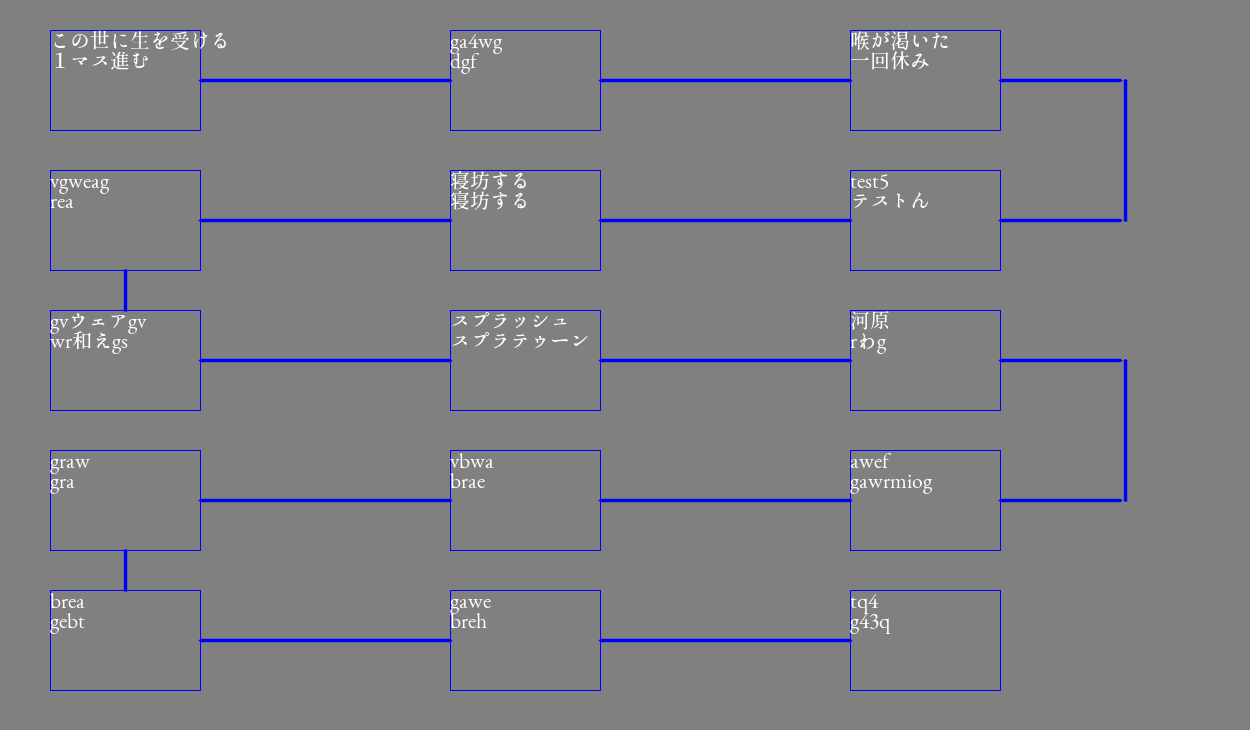 この世に生を受ける
１マス進む
ga4wg
dgf
喉が渇いた
一回休み
vgweag
rea
寝坊する
寝坊する
test5
テストん
gvウェアgv
wr和えgs
スプラッシュ
スプラテゥーン
河原
rわg
graw
gra
vbwa
brae
awef
gawrmiog
brea
gebt
gawe
breh
tq4
g43q